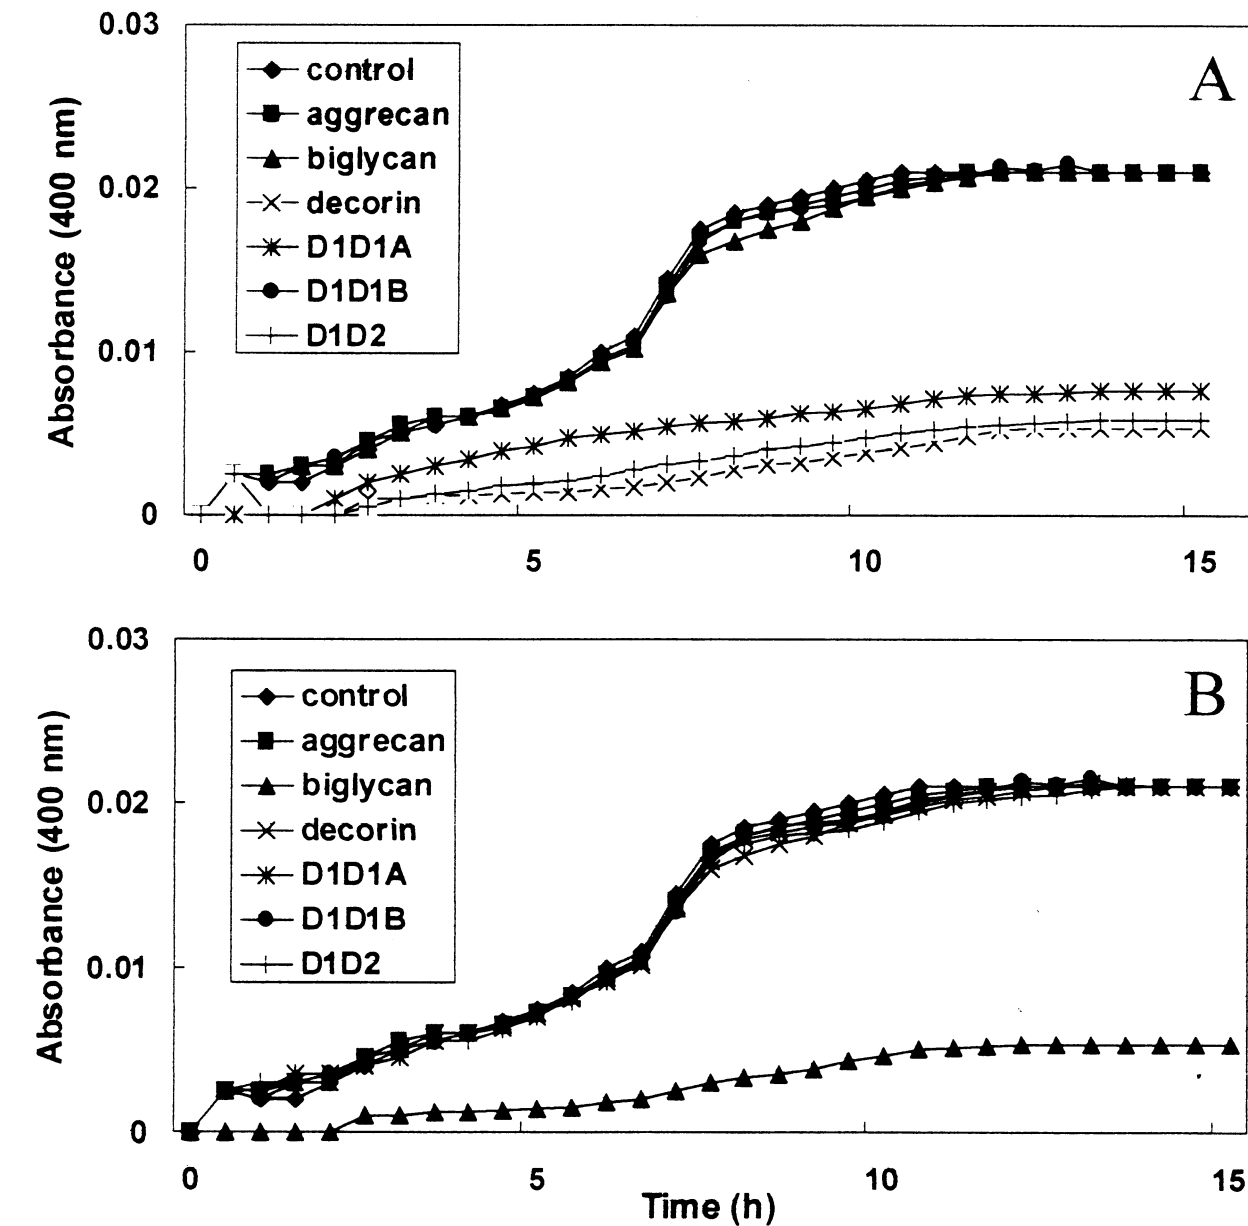 0.03
A
control
aggrecan
biglycan
decorin
D1D1A
D1D1B
D1D2
0.02
0.01
0
Absorbance (400 nm)
0 5 10 15
0.03
B
control
aggrecan
biglycan
decorin
D1D1A
D1D1B
D1D2
0.02
0.01
0
Absorbance (400 nm)
0 5 10 15
Time (h)